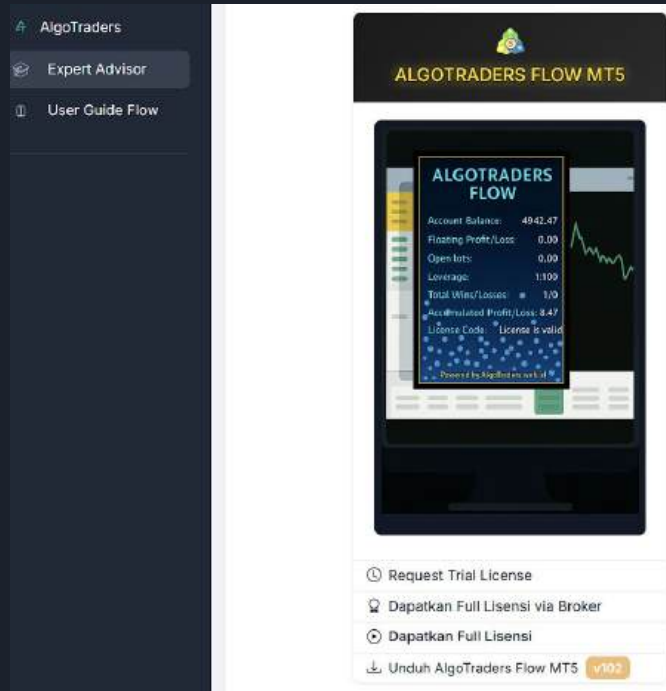 AlgoTraders
Expert Advisor
User Guide Flow
ALGOTRADERS FLOW MT5
ALGOTRADERS
FLOW
Account Balance: 4942.47
Floating Profit/Loss: 0.00
Open lots: 0.00
Leverage: 1:100
Total Wins/Losses: 1/0
Accumulated Profit/Loss: 8.47
License Code: License is valid
Powered by
Request Trial License
Dapatkan Full Lisensi via Broker
Dapatkan Full Lisensi
Unduh AlgoTraders Flow MT5 v102